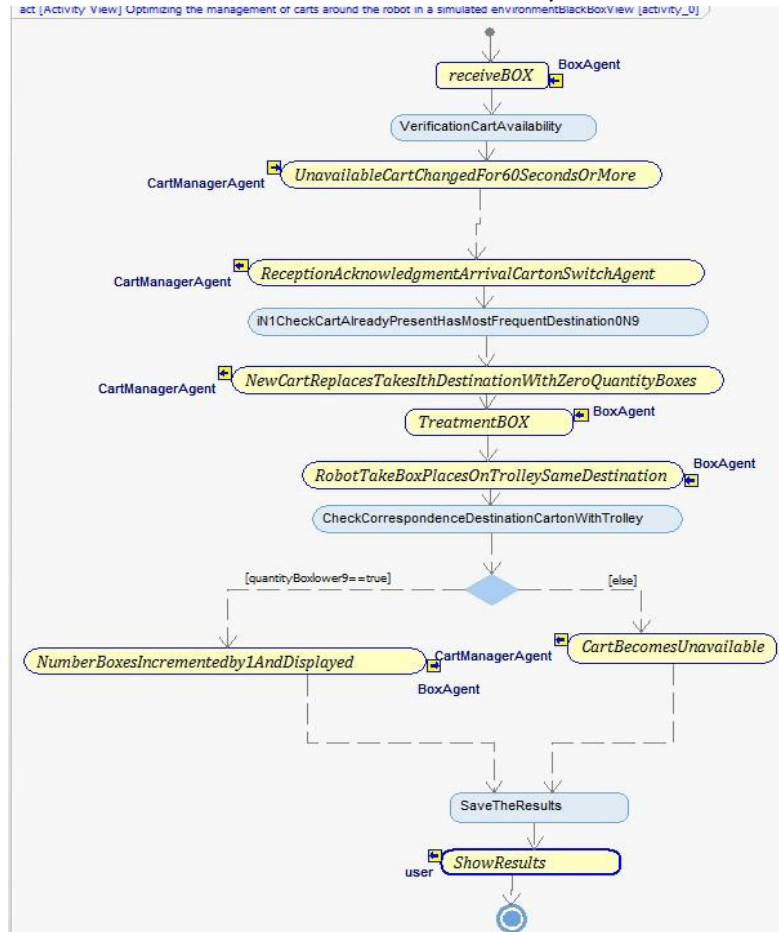 act [Activity View] Optimizing the management of carts around the robot in a simulated environmentBlackBoxView [activity_0]
BoxAgent
receiveBOX
VerificationCartAvailability
UnavailableCartChangedFor60SecondsOrMore
CartManagerAgent
ReceptionAcknowledgmentArrivalCartonSwitchAgent
CartManagerAgent
iN1CheckCartAlreadyPresentHasMostFrequentDestination0N9
NewCartReplacesTakesIthDestinationWithZeroQuantityBoxes
CartManagerAgent
BoxAgent
TreatmentBOX
BoxAgent
RobotTakeBoxPlacesOnTrolleySameDestination
CheckCorrespondenceDestinationCartonWithTrolley
[quantityBoxlower9==true]
[else]
CartBecomesUnavailable
CartManagerAgent
NumberBoxesIncrementedby1AndDisplayed
BoxAgent
SaveTheResults
ShowResults
user